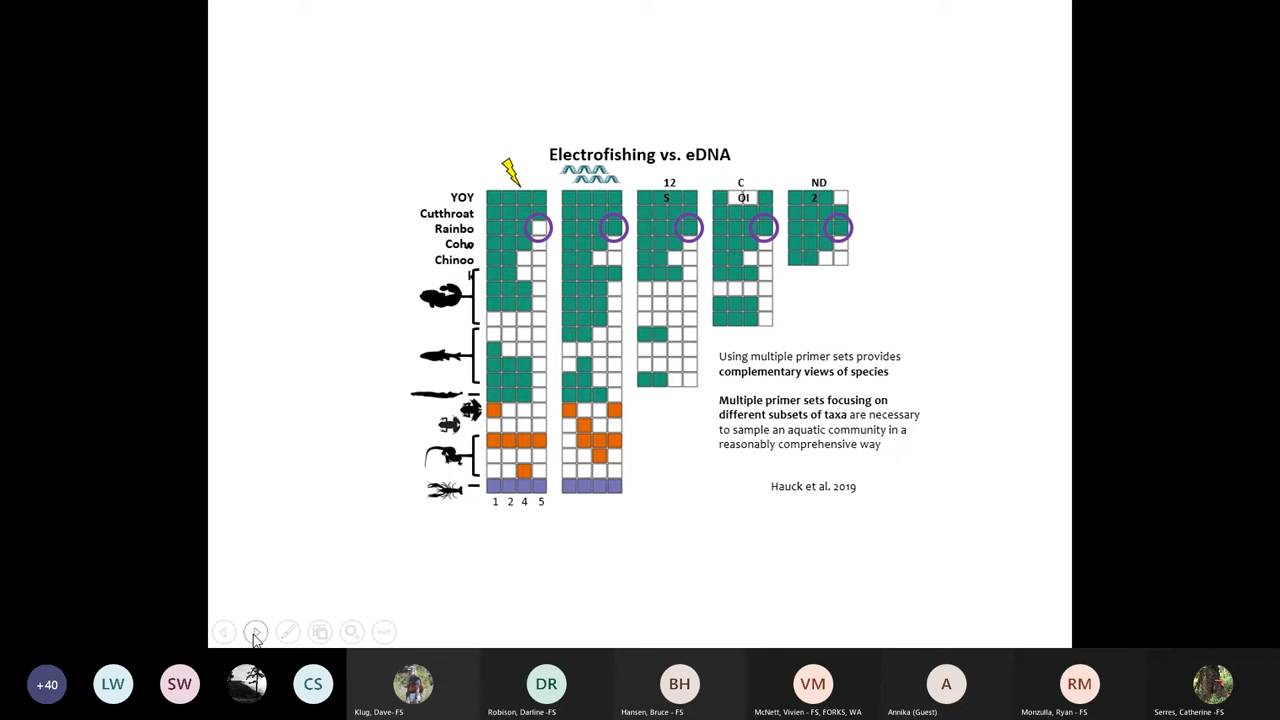 Electrofishing vs. eDNA
12
S
C
OI
ND
2
YOY
Cutthroat
Rainbo
w
Coho
Chinoo
k
1 2 4 5
Using multiple primer sets provides
complementary views of species
Multiple primer sets focusing on
different subsets of taxa are necessary
to sample an aquatic community in a
reasonably comprehensive way
Hauck et al. 2019
+40
LW
SW
CS
Klug, Dave- FS
DR
Robison, Darline -FS
BH
Hansen, Bruce - FS
VM
McNett, Vivien - FS, FORKS, WA
A
Annika (Guest)
RM
Monzulla, Ryan - FS
Serres, Catherine -FS